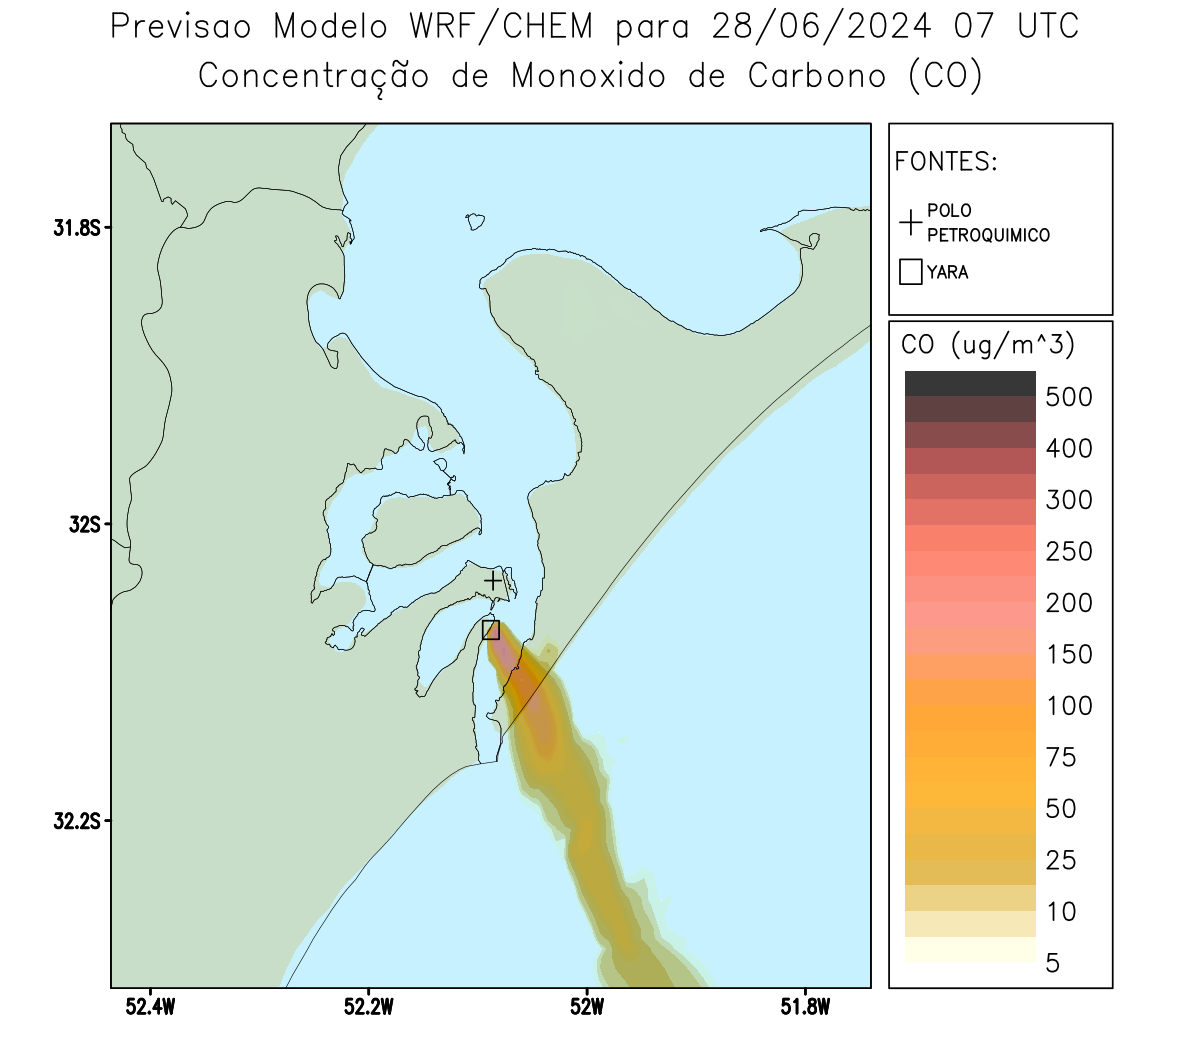 Previsao Modelo WRF/CHEM para 28/06/2024 07 UTC
Concentração de Monoxido de Carbono (CO)
FONTES:
POLO
PETROQUIMICO
YARA
CO (ug/m^3)
500
400
300
250
200
150
100
75
50
25
10
5
31.8S
32S
32.2S
52.4W
52.2W
52W
51.8W